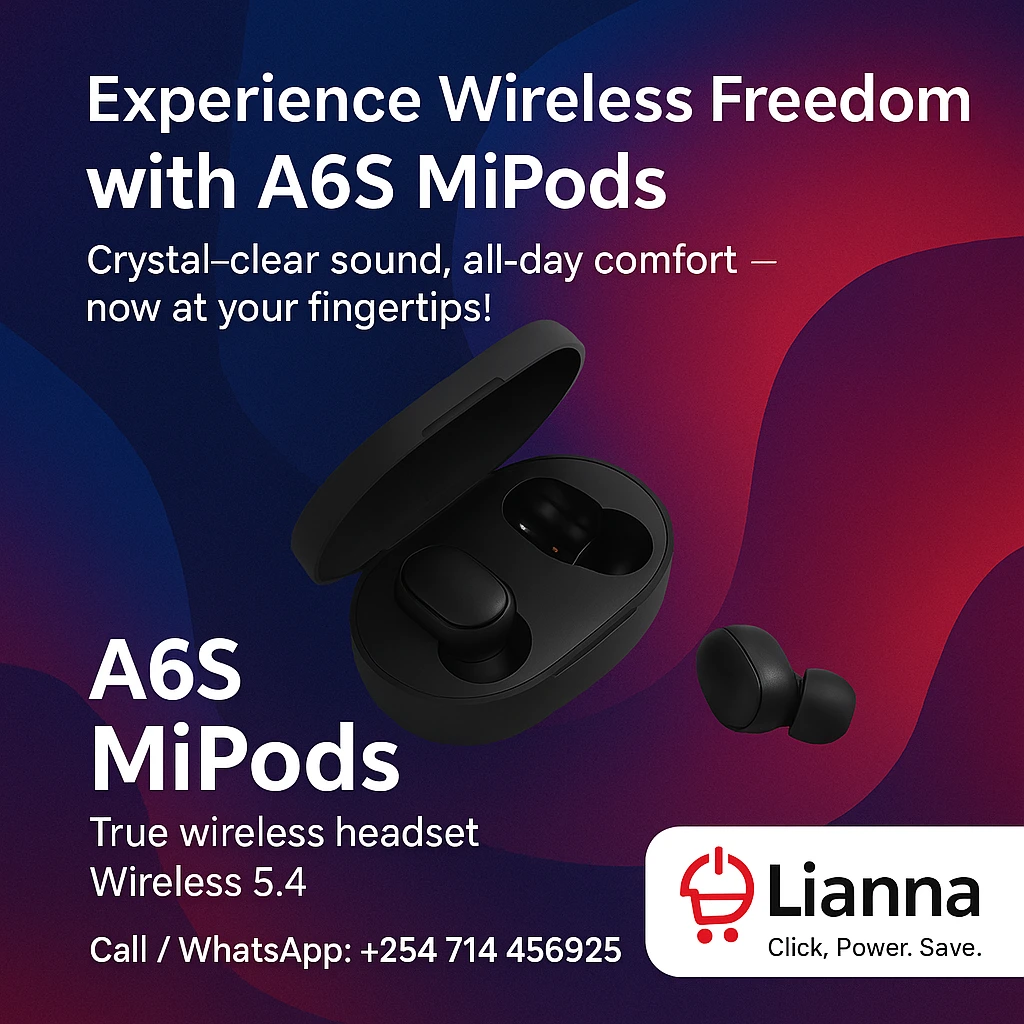 Experience Wireless Freedom
with A6S MiPods
Crystal–clear sound, all-day comfort —
now at your fingertips!
A6S
MiPods
True wireless headset
Wireless 5.4
Call / WhatsApp: +254 714 456925
Lianna
Click, Power. Save.